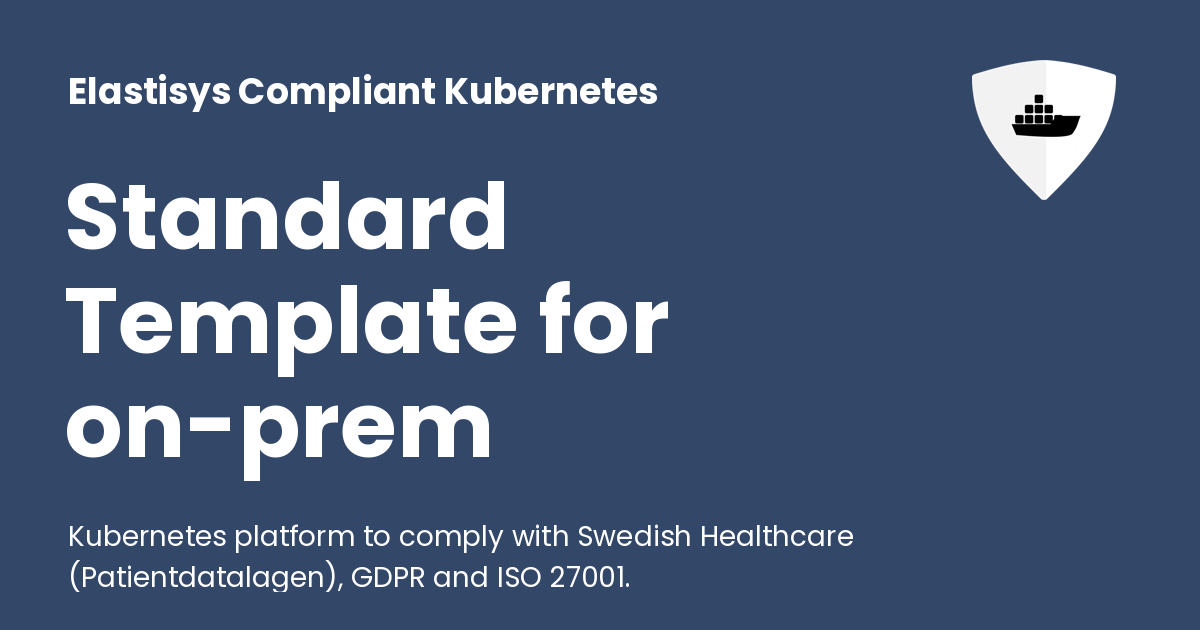 Elastisys Compliant Kubernetes
Standard
Template for
on-prem
Kubernetes platform to comply with Swedish Healthcare
(Patientdatalagen), GDPR and ISO 27001.